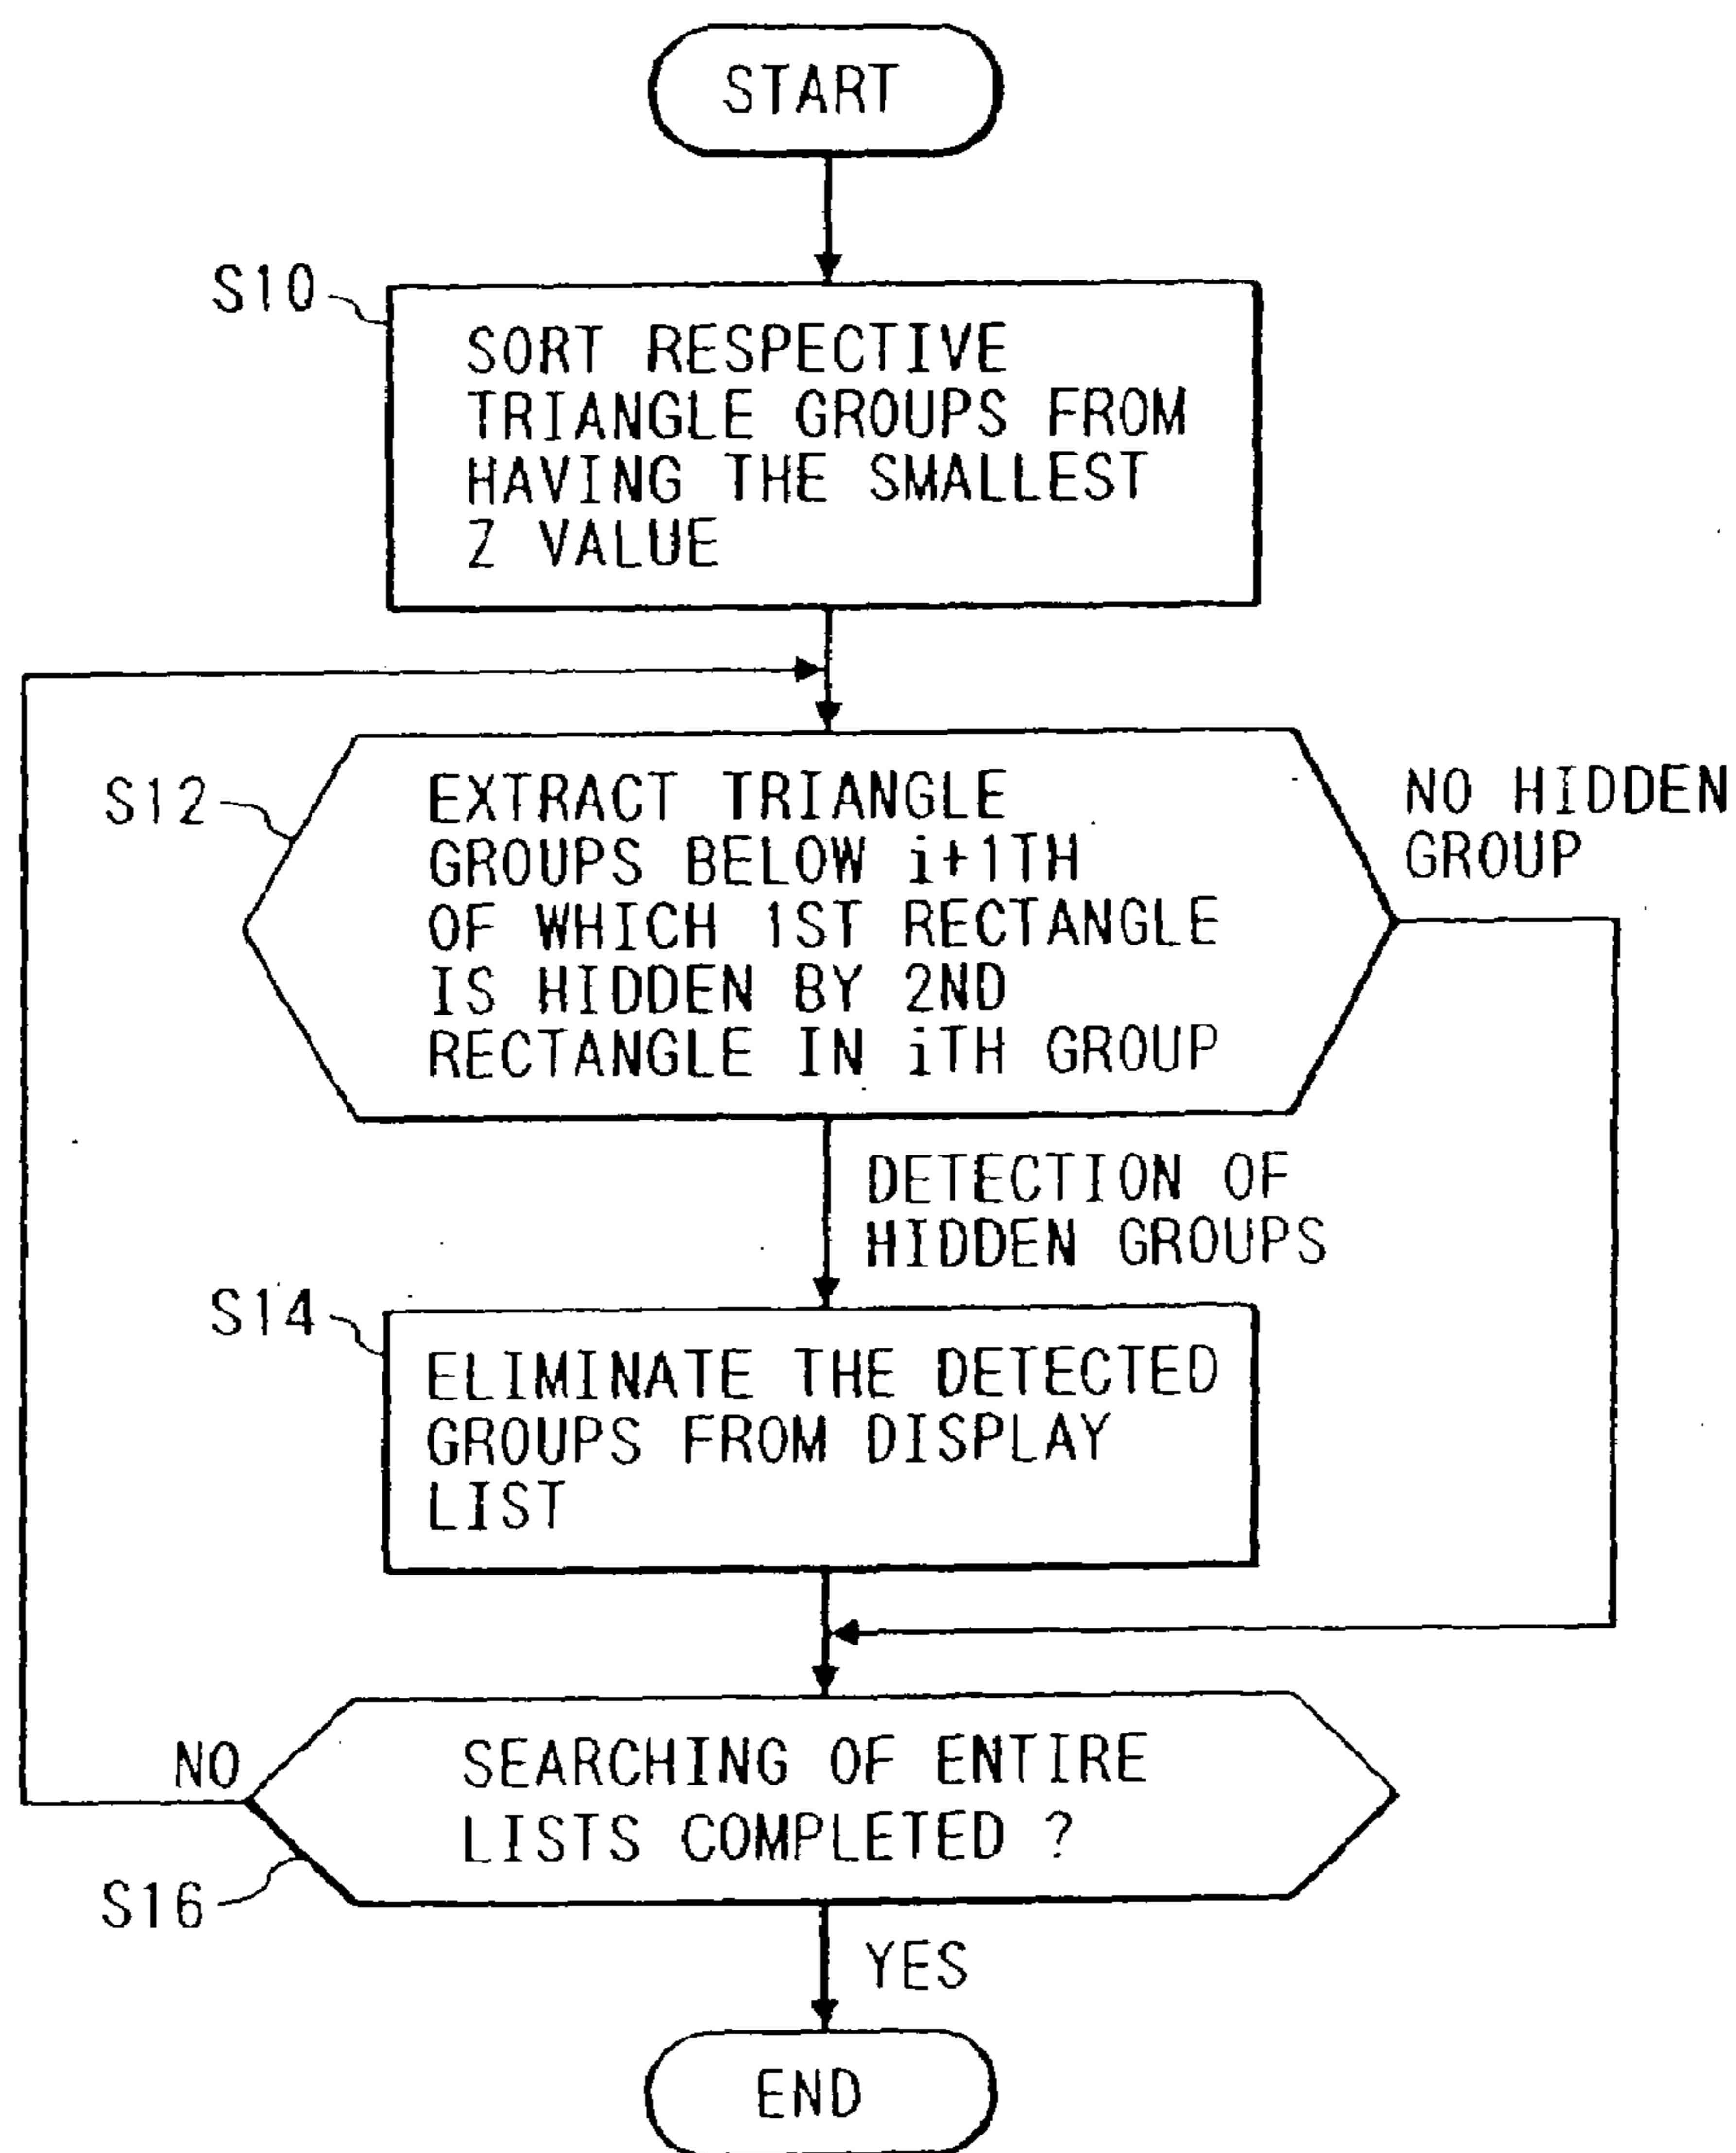 START
S10
SORT RESPECTIVE
TRIANGLE GROUPS FROM
HAVING THE SMALLEST
Z VALUE
S12
EXTRACT TRIANGLE
GROUPS BELOW i+1TH
OF WHICH 1ST RECTANGLE
IS HIDDEN BY 2ND
RECTANGLE IN iTH GROUP
NO HIDDEN
GROUP
DETECTION OF
HIDDEN GROUPS
S14
ELIMINATE THE DETECTED
GROUPS FROM DISPLAY
LIST
NO
SEARCHING OF ENTIRE
LISTS COMPLETED ?
S16
YES
END